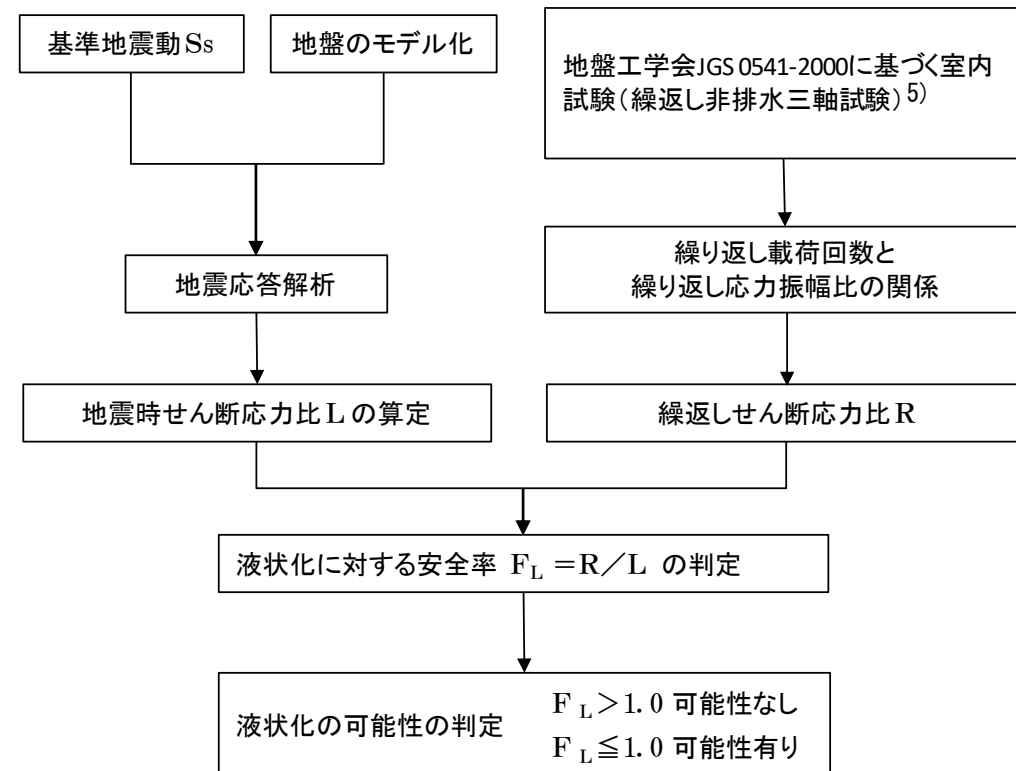 基準地震動Ss
地盤のモデル化
地盤工学会JGS 0541-2000に基づく室内
試験(繰返し非排水三軸試験)5)
地震応答解析
繰り返し載荷回数と
繰り返し応力振幅比の関係
地震時せん断応力比Lの算定
繰返しせん断応力比R
液状化に対する安全率 FL=R/L の判定
液状化の可能性の判定
FL>1.0 可能性なし
FL≦1.0 可能性有り